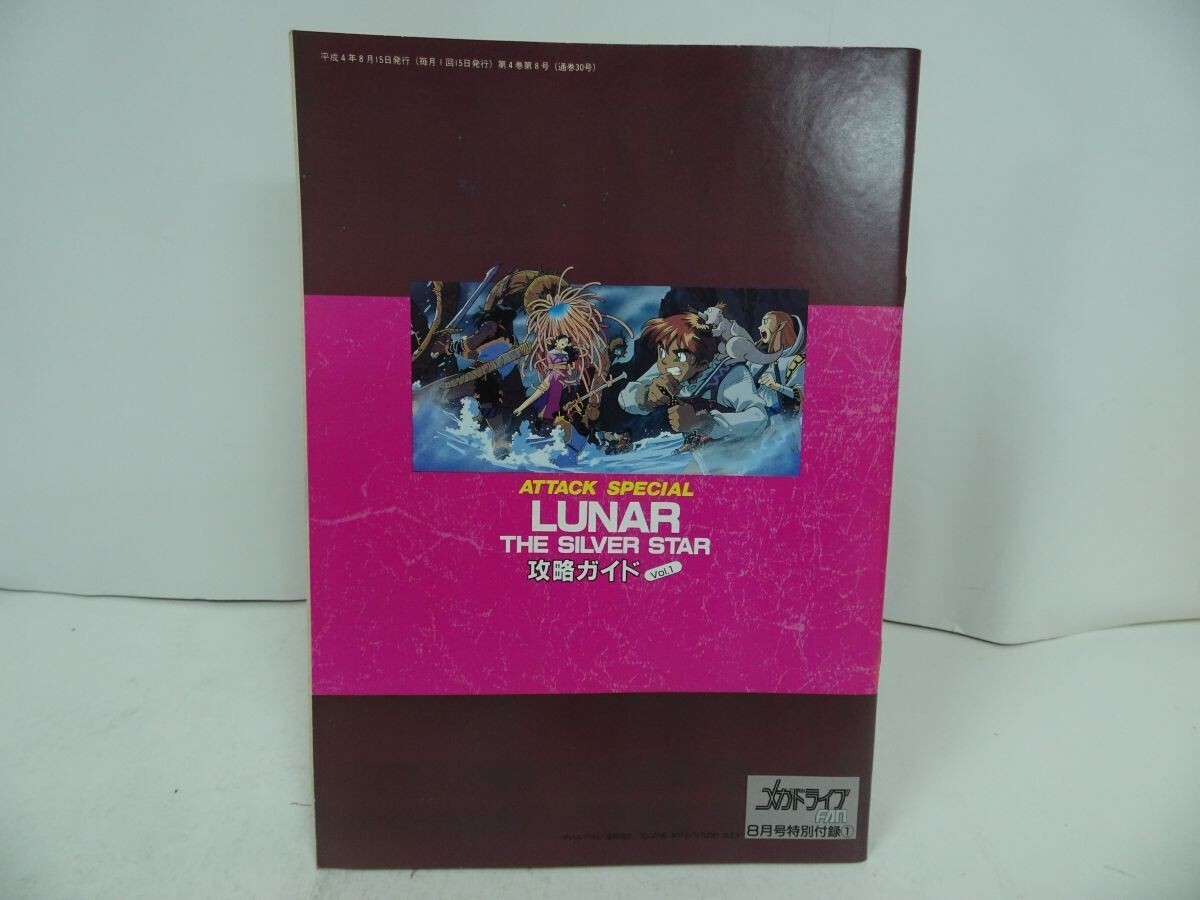 平成4年8月15日発行（毎月1回15日発行）第4巻第8号（通巻30号）
ATTACK SPECIAL
LUNAR
THE SILVER STAR
攻略ガイド Vol.1
メガドライブ
FAN
8月号特別付録①